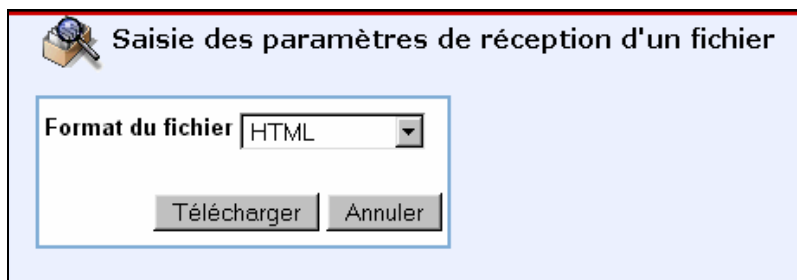 Saisie des paramètres de réception d'un fichier
Format du fichier HTML
Télécharger Annuler